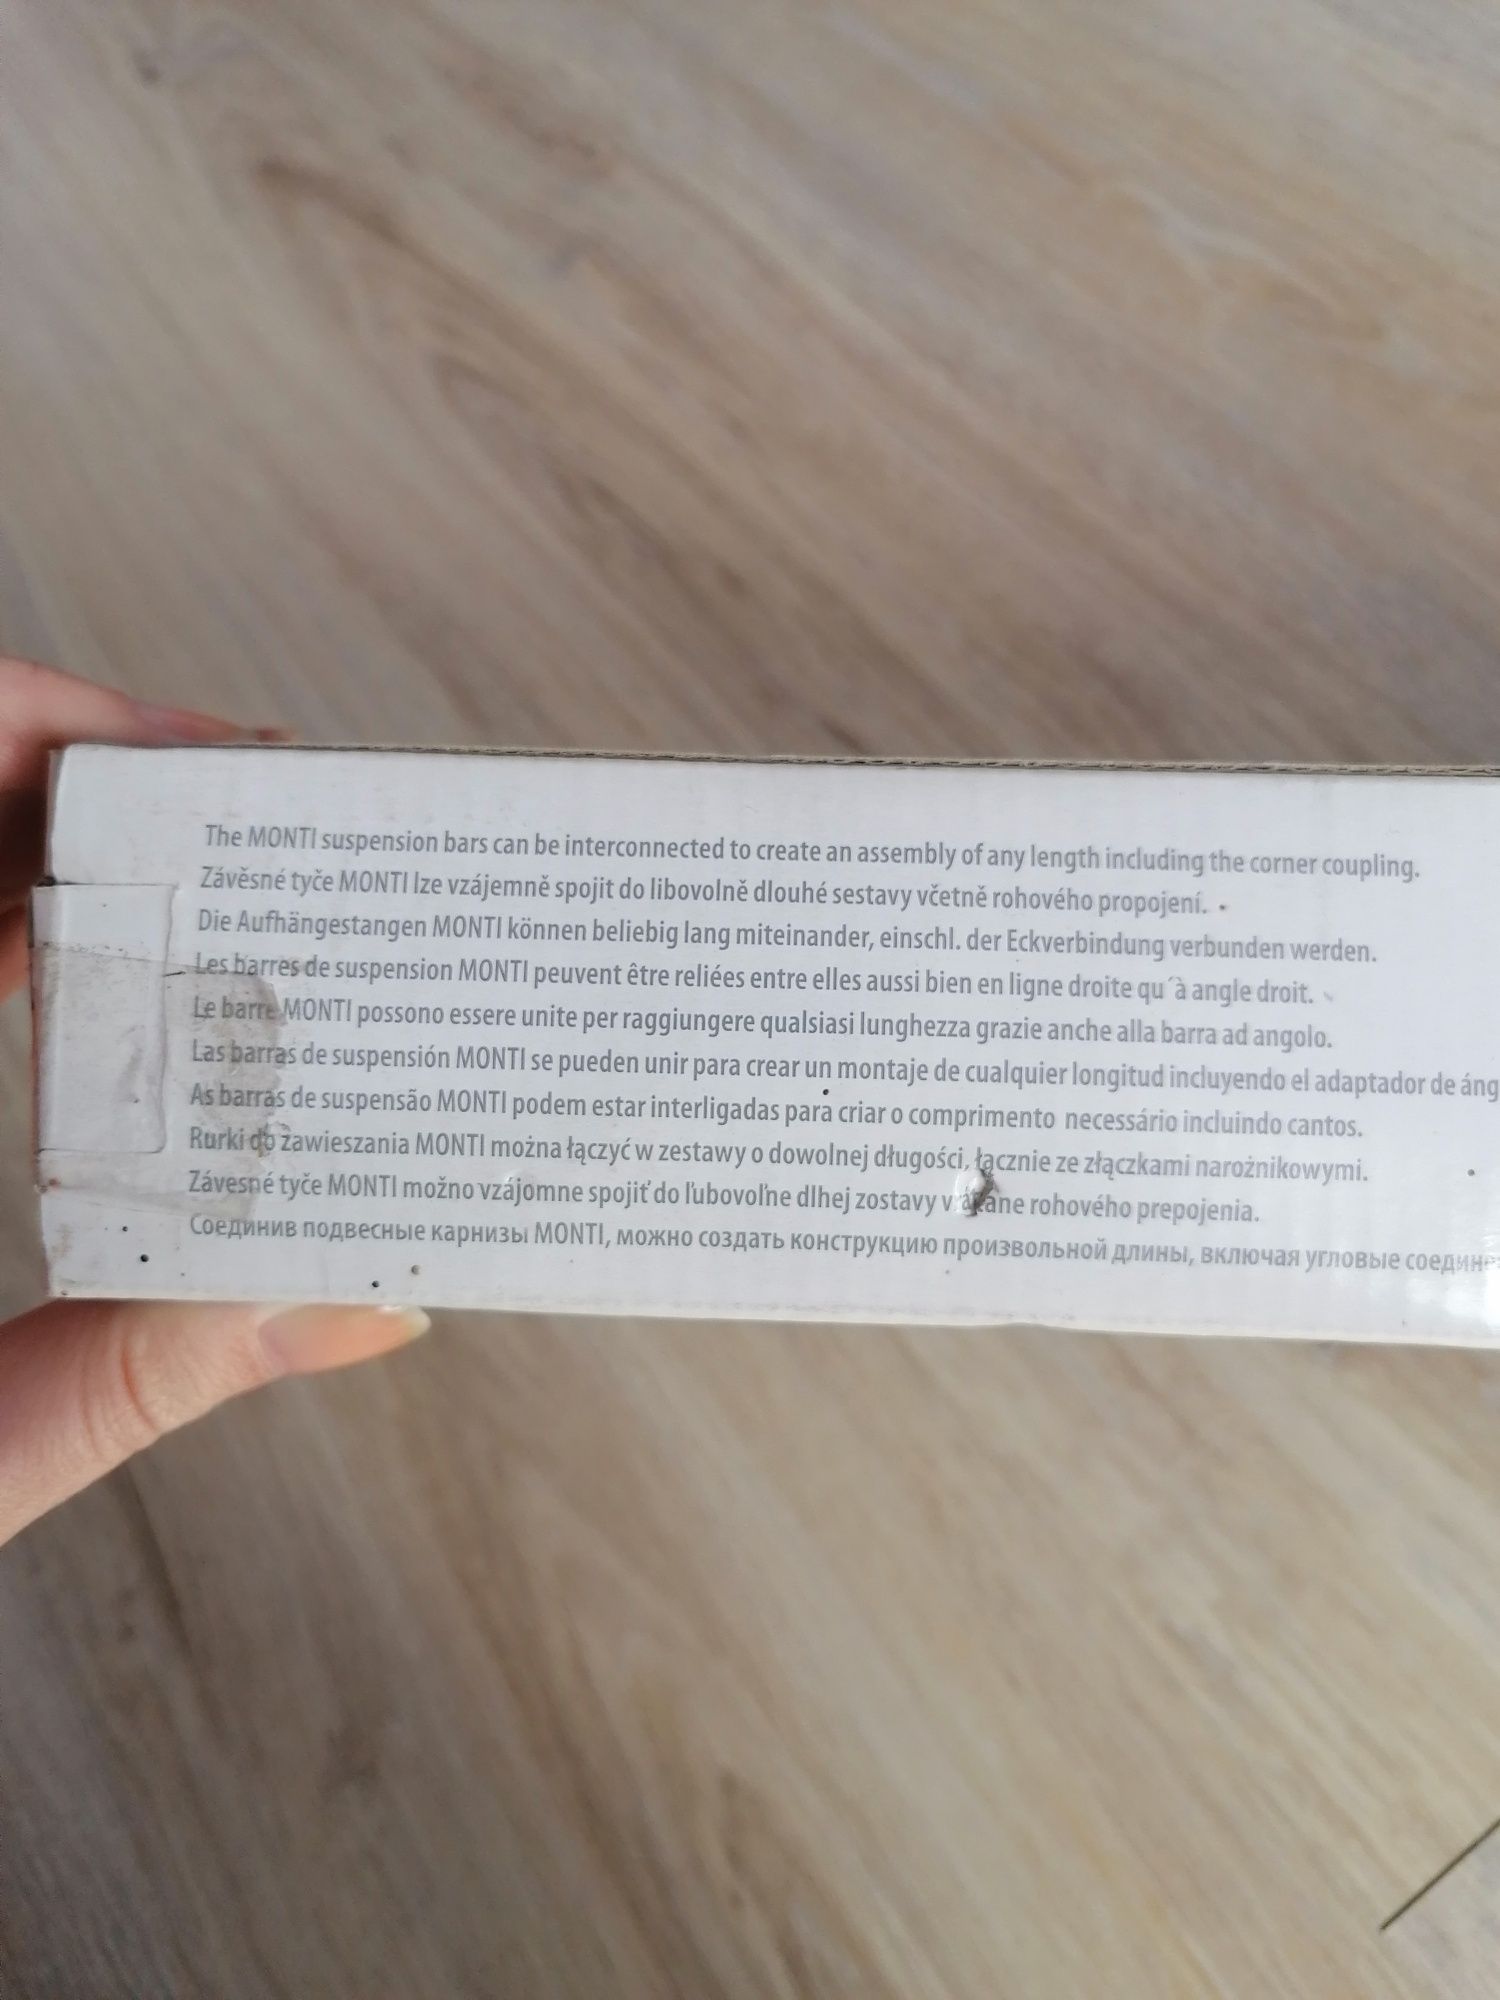 The MONTI suspension bars can be interconnected to create an assembly of any length including the corner coupling.
Závěsné tyče MONTI lze vzájemně spojit do libovolně dlouhé sestavy včetně rohového propojení.
Die Aufhängestangen MONTI können beliebig lang miteinander, einschl. der Eckverbindung verbunden werden.
Les barres de suspension MONTI peuvent être reliées entre elles aussi bien en ligne droite qu´à angle droit.
Le barre MONTI possono essere unite per raggiungere qualsiasi lunghezza grazie anche alla barra ad angolo.
Las barras de suspensión MONTI se pueden unir para crear un montaje de cualquier longitud incluyendo el adaptador de
As barras de suspensão MONTI podem estar interligadas para criar o comprimento necessário incluindo cantos.
Rurki do zawieszania MONTI można łączyć w zestawy o dowolnej długości, łącznie ze złączkami narożnikowymi.
Závesné tyče MONTI možno vzájomne spojiť do ľubovoľne dlhej zostavy rohového prepojenia.
Соединив подвесные карнизы MONTI, можно создать конструкцию произвольной длины, включая угловые